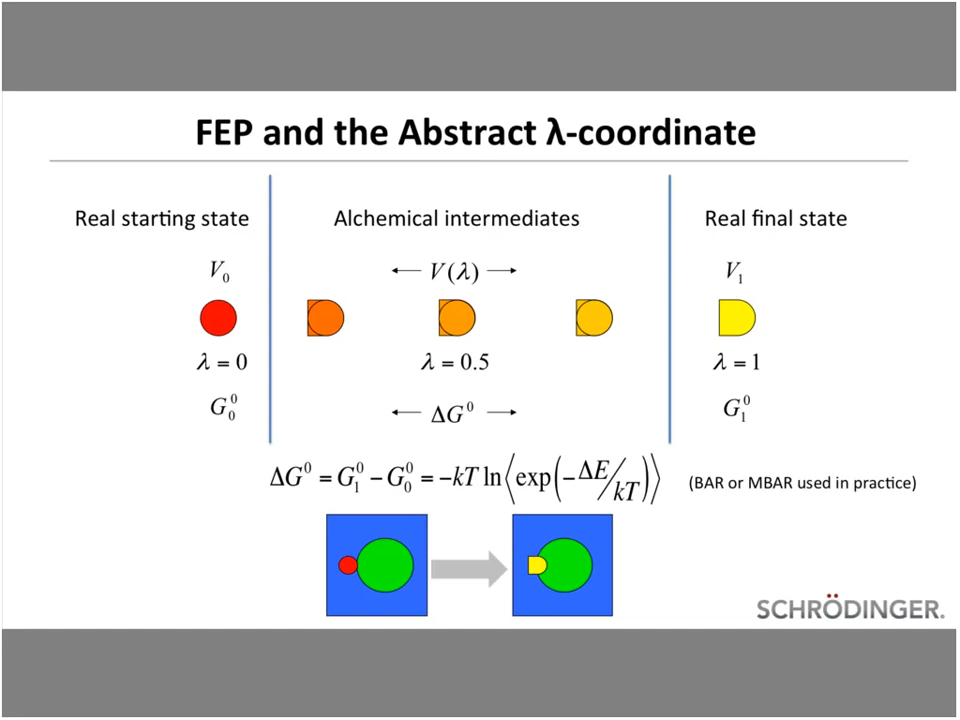 FEP and the Abstract λ-coordinate
Real starting state
Alchemical intermediates
Real final state
V₀
← V(λ) →
V₁
λ = 0
λ = 0.5
λ = 1
G₀⁰
← ΔG⁰ →
G₁⁰
ΔG⁰ = G₁⁰ − G₀⁰ = −kT ln⟨exp(−ΔE/kT)⟩ (BAR or MBAR used in practice)
SCHRÖDINGER.